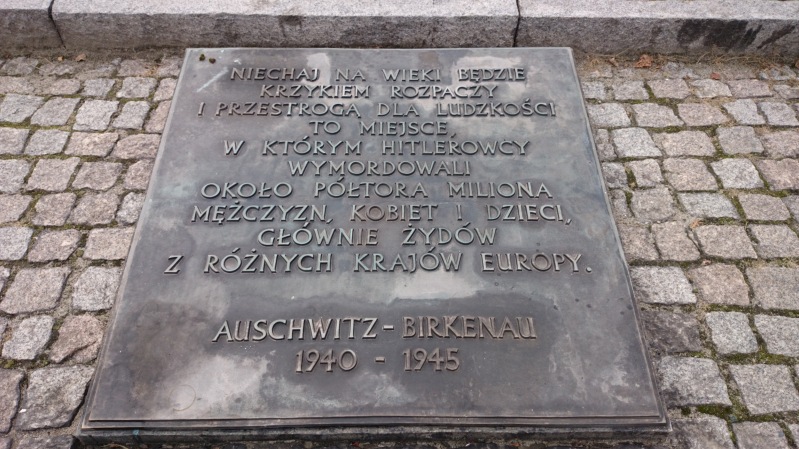 NIECHAJ NA WIEKI BĘDZIE
KRZYKIEM ROZPACZY
I PRZESTROGĄ DLA LUDZKOŚCI
TO MIEJSCE,
W KTÓRYM HITLEROWCY
WYMORDOWALI
OKOŁO PÓŁTORA MILIONA
MĘŻCZYZN, KOBIET I DZIECI,
GŁÓWNIE ŻYDÓW
Z RÓŻNYCH KRAJÓW EUROPY.
AUSCHWITZ-BIRKENAU
1940 - 1945